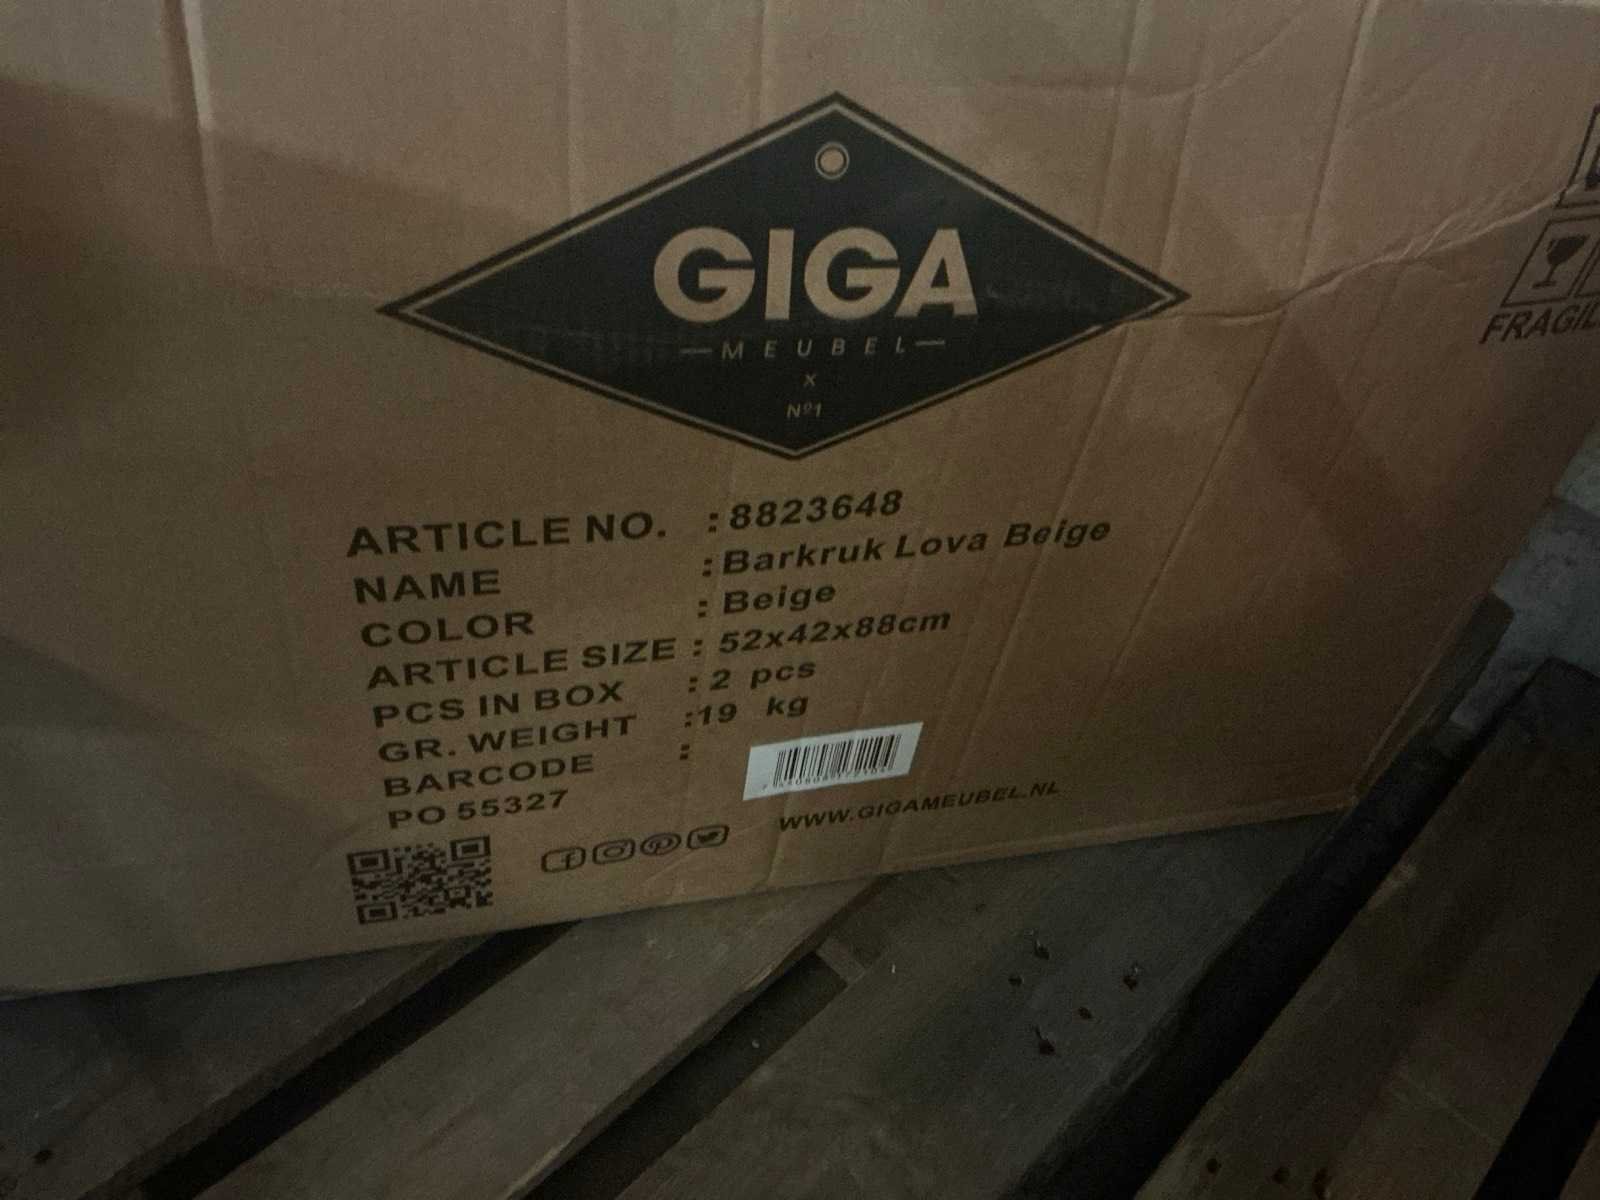 GIGA
MEUBEL
x
Nº1
FRAGIL
ARTICLE NO. : 8823648
NAME : Barkruk Lova Beige
COLOR : Beige
ARTICLE SIZE : 52x42x88cm
PCS IN BOX : 2 pcs
GR. WEIGHT : 19 kg
BARCODE :
PO 55327
WWW.GIGAMEUBEL.NL